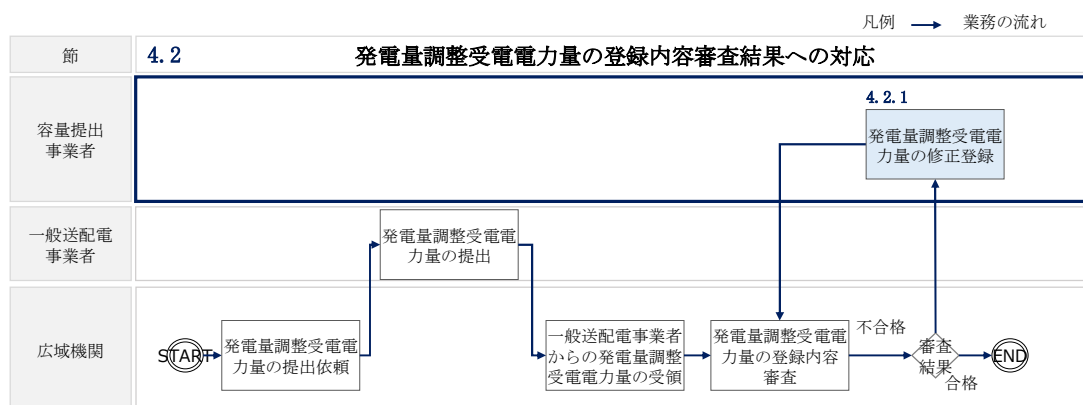 凡例 業務の流れ
節
4.2 発電量調整受電電力量の登録内容審査結果への対応
容量提出
事業者
4.2.1
発電量調整受電電
力量の修正登録
一般送配電
事業者
発電量調整受電電
力量の提出
広域機関
START
発電量調整受電電
力量の提出依頼
一般送配電事業者
からの発電量調整
受電電力量の受領
発電量調整受電電
力量の登録内容
審査
不合格
審査
結果
合格
END